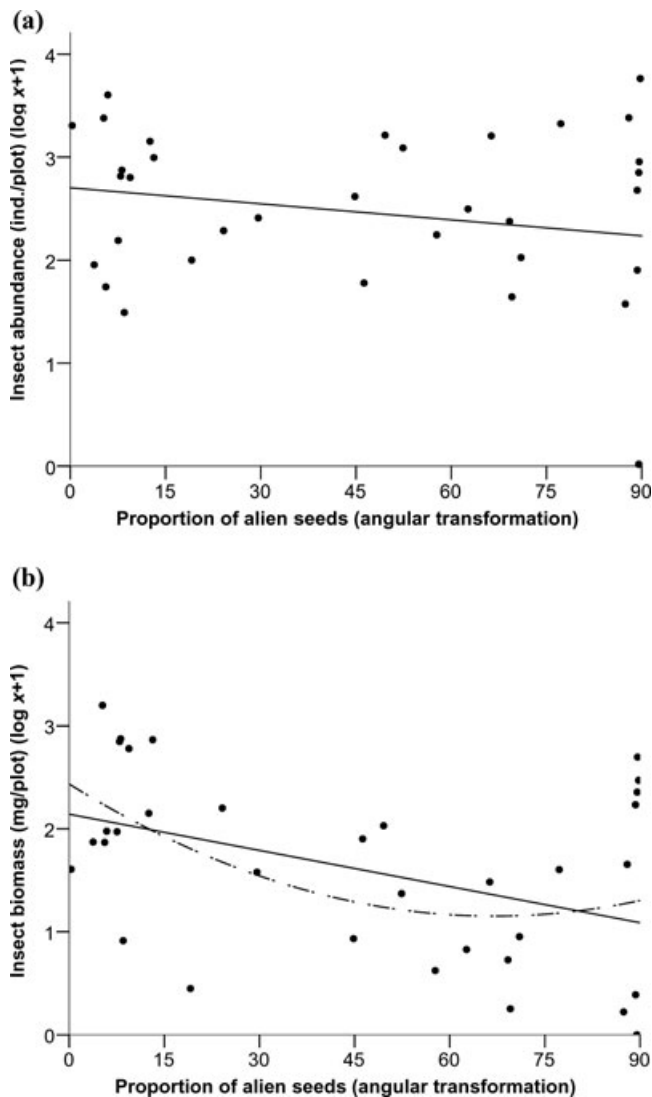 (a)
Insect abundance (ind./plot) (log x+1)
4
3
2
1
0
0 15 30 45 60 75 90
Proportion of alien seeds (angular transformation)
(b)
Insect biomass (mg/plot) (log x+1)
4
3
2
1
0
0 15 30 45 60 75 90
Proportion of alien seeds (angular transformation)